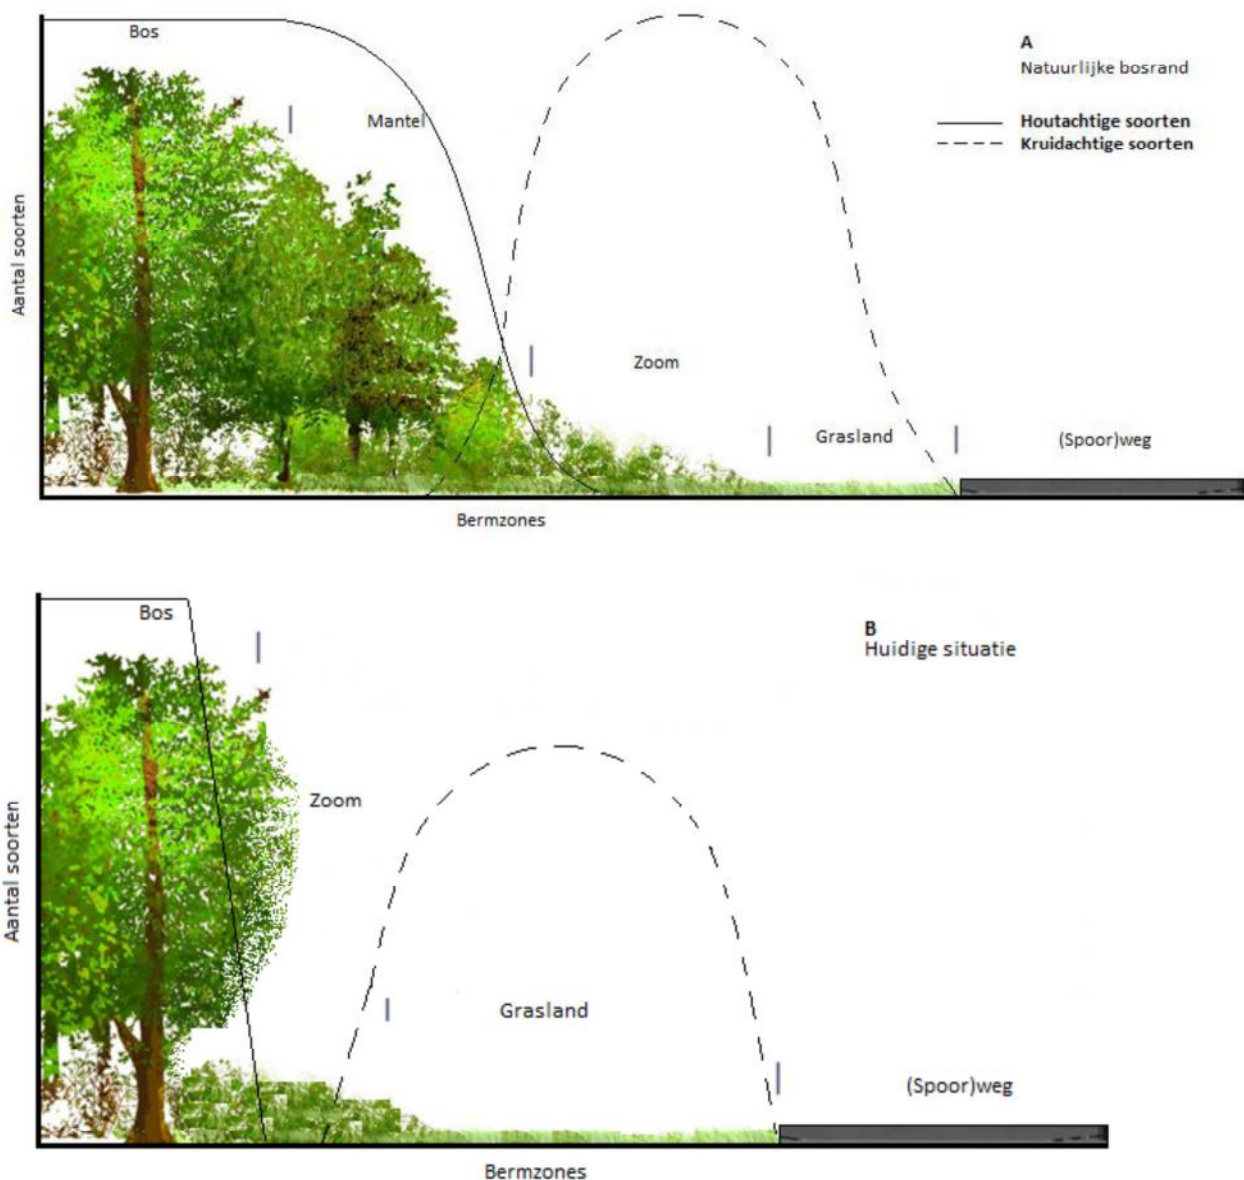 Bos
A
Natuurlijke bosrand
Mantel
Houtachtige soorten
Kruidachtige soorten
Aantal soorten
Zoom
Grasland
(Spoor)weg
Bermzones
Bos
B
Huidige situatie
Zoom
Aantal soorten
Grasland
(Spoor)weg
Bermzones